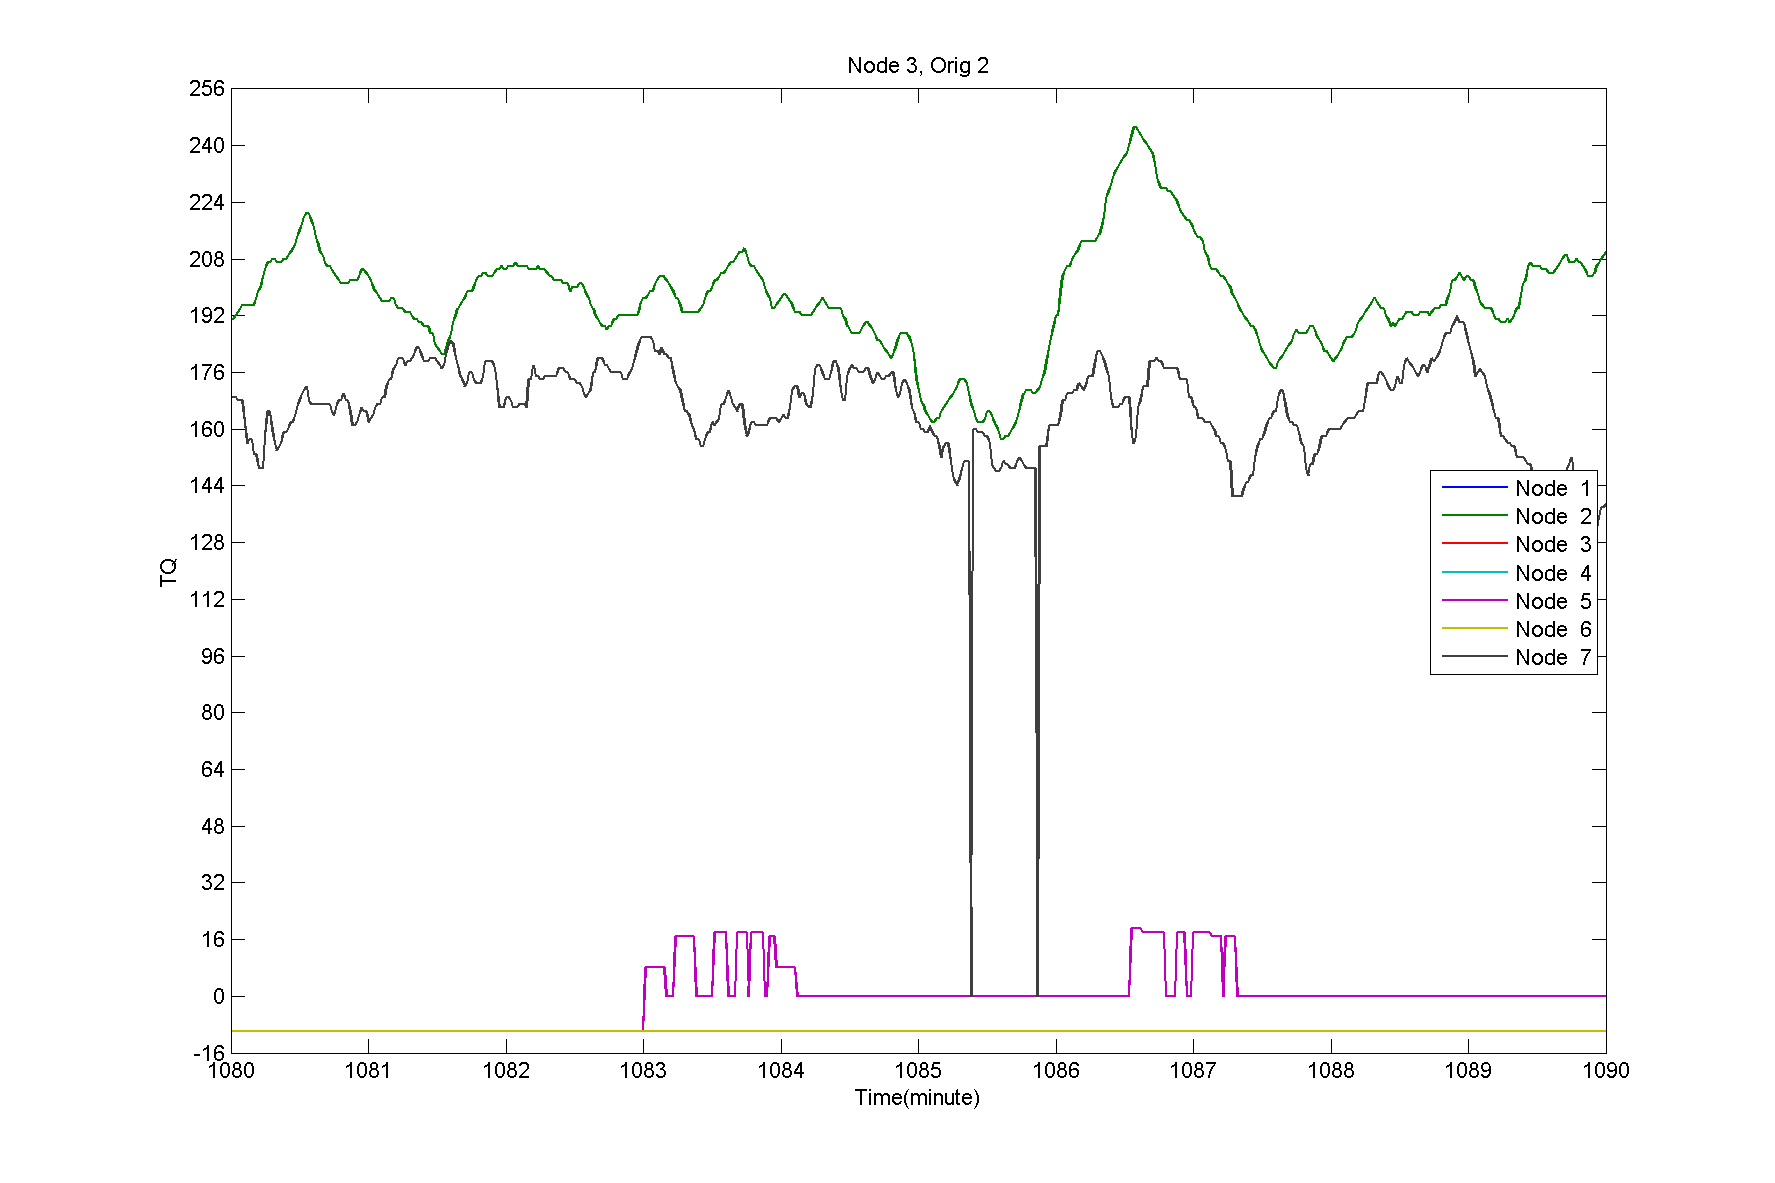 Node 3, Orig 2
256
240
224
208
192
176
160
144
128
112
96
80
64
48
32
16
0
-16
TQ
Node 1
Node 2
Node 3
Node 4
Node 5
Node 6
Node 7
1080 1081 1082 1083 1084 1085 1086 1087 1088 1089 1090
Time(minute)